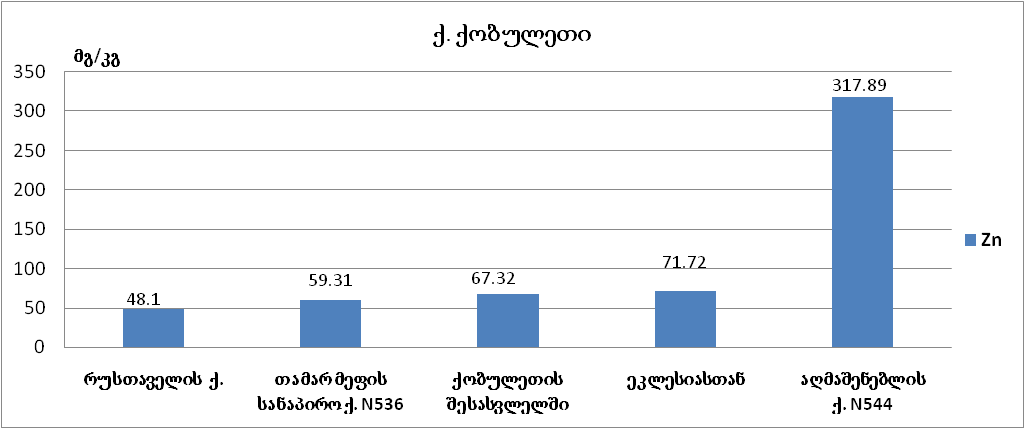 ქ. ქობულეთი
მგ/კგ
350
300
250
200
150
100
50
0
48.1
59.31
67.32
71.72
317.89
Zn
რუსთაველის ქ.
თამარ მეფის
სანაპირო ქ. N536
ქობულეთის
შესასვლელში
ეკლესიასთან
აღმაშენებლის
ქ. N544